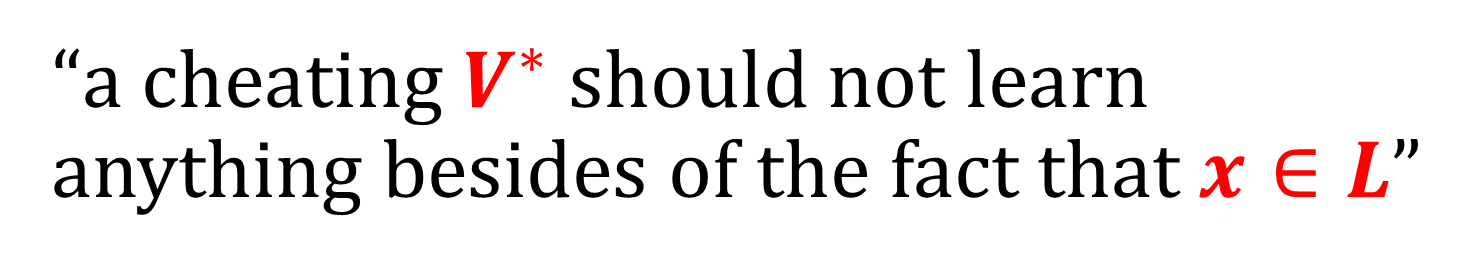 “a cheating V* should not learn
anything besides of the fact that x ∈ L”